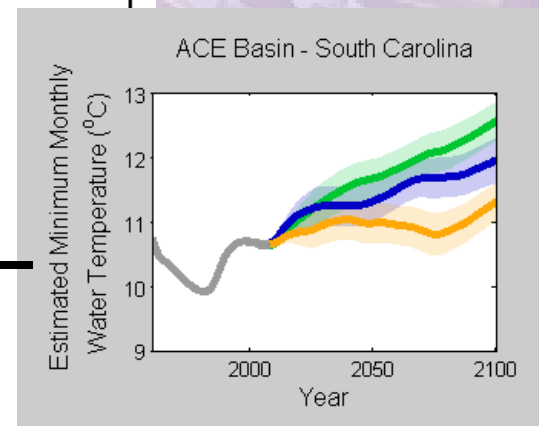 ACE Basin - South Carolina
Estimated Minimum Monthly
Water Temperature (°C)
13
12
11
10
9
2000 2050 2100
Year